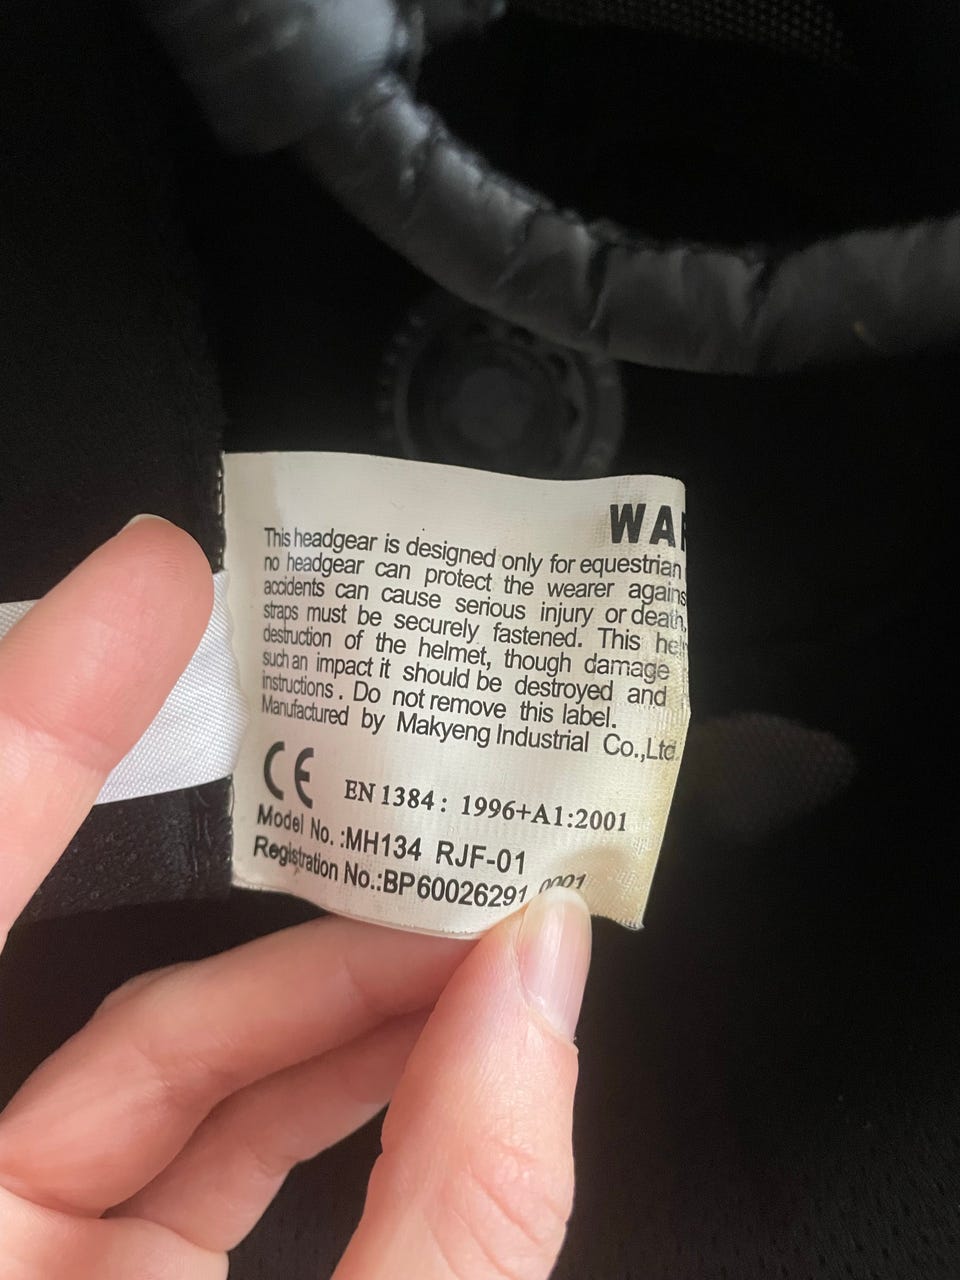 WAR
This headgear is designed only for equestrian
no headgear can protect the wearer agains
accidents can cause serious injury or death,
straps must be securely fastened. This hel
destruction of the helmet, though damage
such an impact it should be destroyed and
instructions. Do not remove this label.
Manufactured by Makyeng Industrial Co.,Ltd.
CE EN 1384: 1996+A1:2001
Model No.:MH134 RJF-01
Registration No.:BP60026291 0001